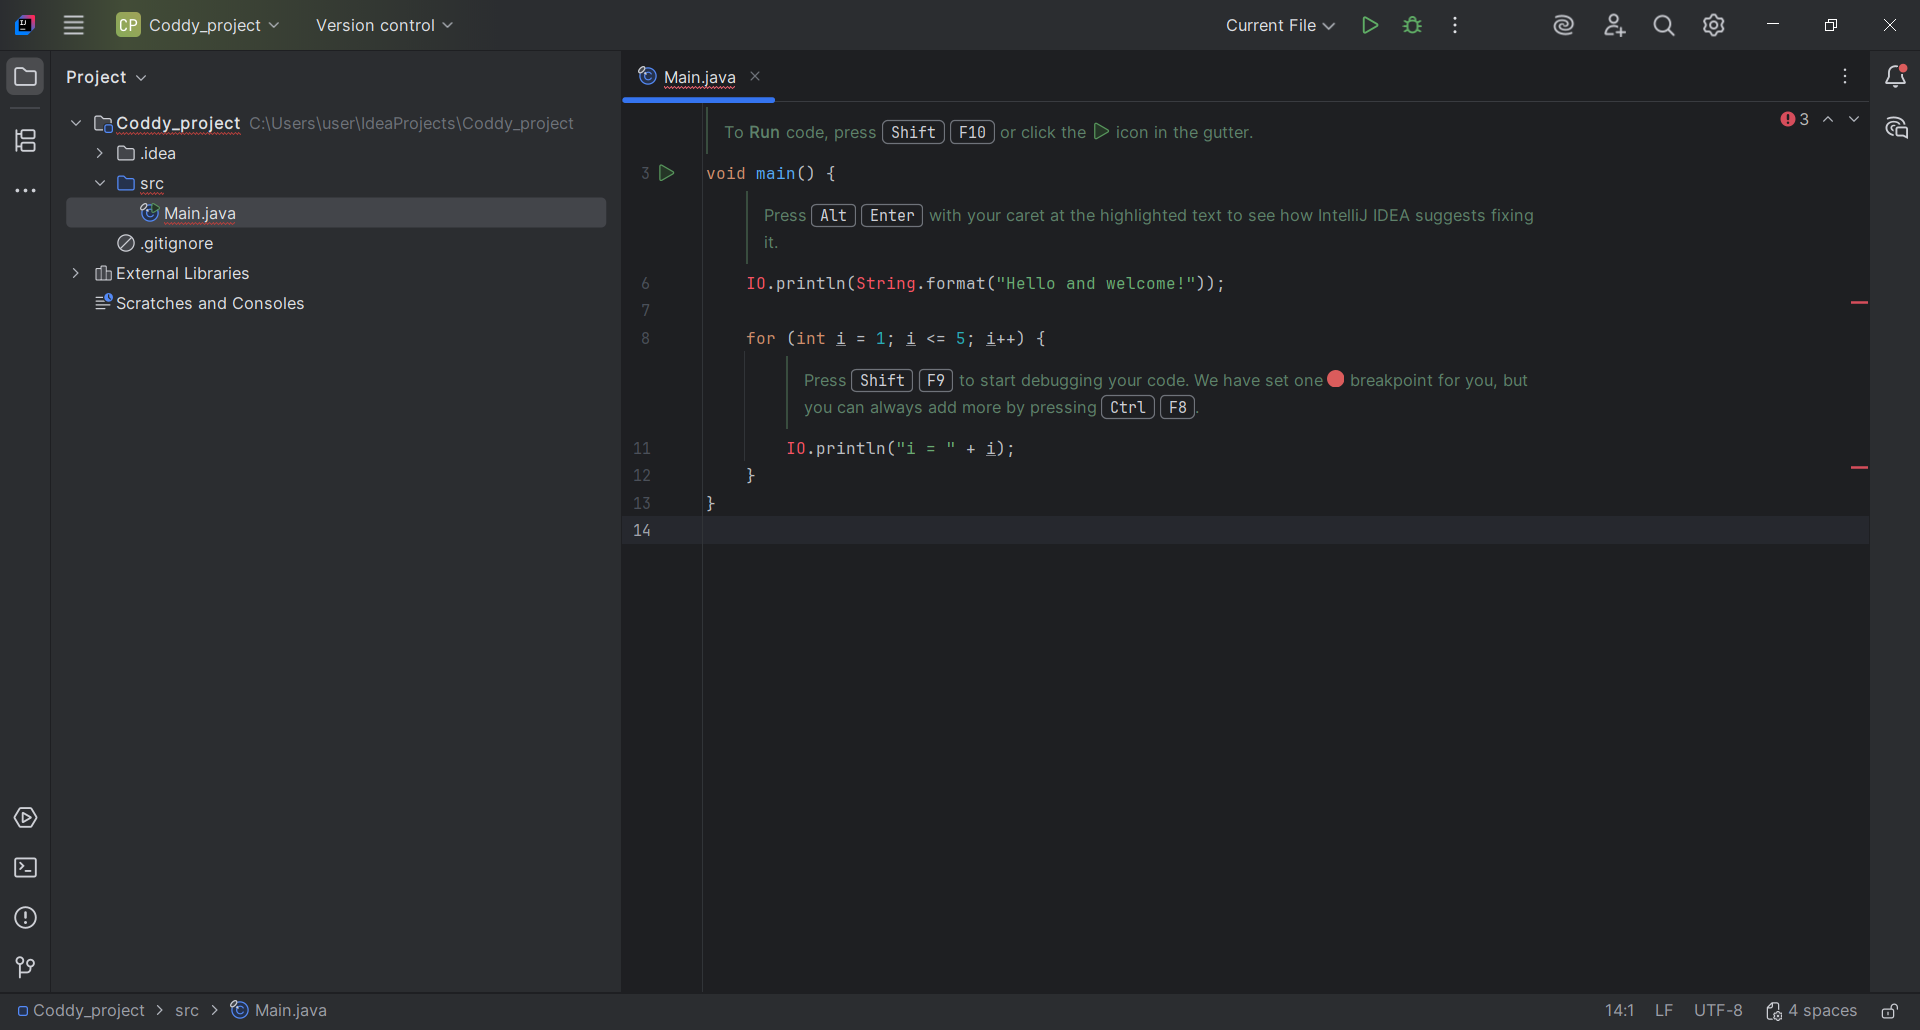 CP Coddy_project Version control Current File
Project
Main.java
Coddy_project C:\Users\user\IdeaProjects\Coddy_project
.idea
src
Main.java
.gitignore
External Libraries
Scratches and Consoles
3
To Run code, press Shift F10 or click the icon in the gutter.
3 void main() {
Press Alt Enter with your caret at the highlighted text to see how IntelliJ IDEA suggests fixing
it.
6 IO.println(String.format("Hello and welcome!"));
7
8 for (int i = 1; i <= 5; i++) {
Press Shift F9 to start debugging your code. We have set one breakpoint for you, but
you can always add more by pressing Ctrl F8.
11 IO.println("i = " + i);
12 }
13 }
14
Coddy_project > src > Main.java
14:1 LF UTF-8 4 spaces